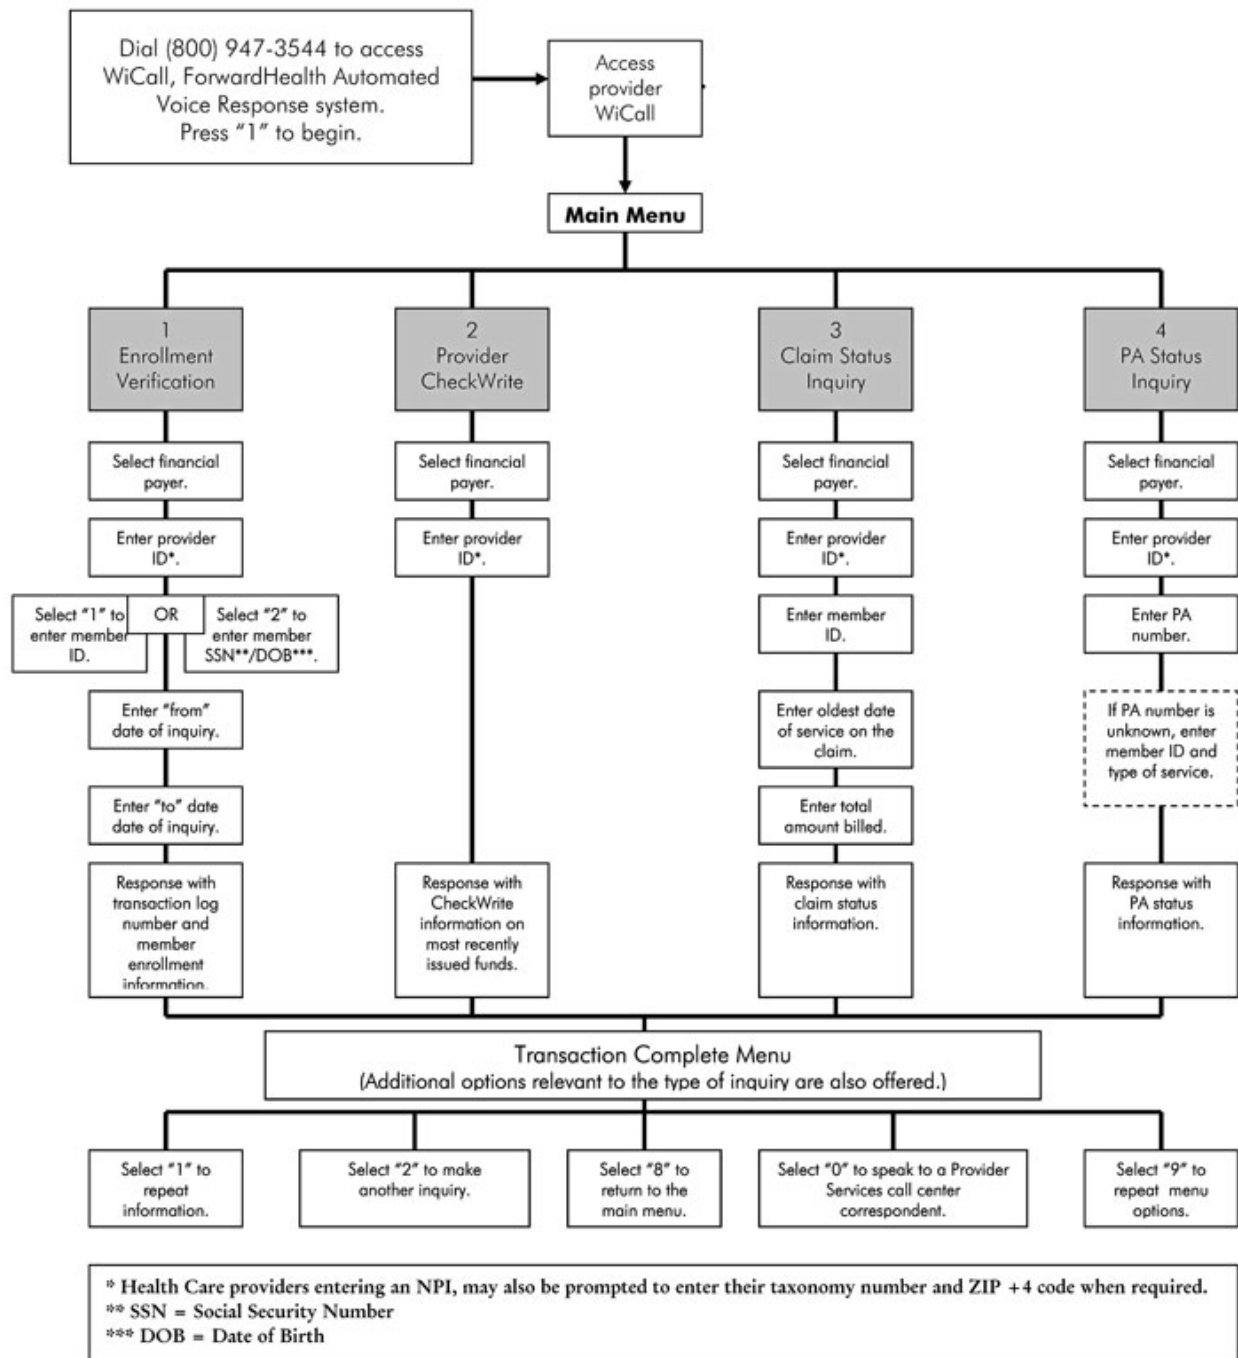 Dial (800) 947-3544 to access
WiCall, ForwardHealth Automated
Voice Response system.
Press “1” to begin.
Access
provider
WiCall
Main Menu
1
Enrollment
Verification
2
Provider
CheckWrite
3
Claim Status
Inquiry
4
PA Status
Inquiry
Select financial
payer.
Select financial
payer.
Select financial
payer.
Select financial
payer.
Enter provider
ID*.
Enter provider
ID*.
Enter provider
ID*.
Enter provider
ID*.
Select “1” to
enter member
ID.
OR
Select “2” to
enter member
SSN**/DOB***.
Enter member
ID.
Enter PA
number.
Enter “from”
date of inquiry.
Enter oldest date
of service on the
claim.
If PA number is
unknown, enter
member ID and
type of service.
Enter “to” date
date of inquiry.
Enter total
amount billed.
Response with
transaction log
number and
member
enrollment
information.
Response with
CheckWrite
information on
most recently
issued funds.
Response with
claim status
information.
Response with
PA status
information.
Transaction Complete Menu
(Additional options relevant to the type of inquiry are also offered.)
Select “1” to
repeat
information.
Select “2” to make
another inquiry.
Select “8” to
return to the
main menu.
Select “0” to speak to a Provider
Services call center
correspondent.
Select “9” to
repeat menu
options.
* Health Care providers entering an NPI, may also be prompted to enter their taxonomy number and ZIP +4 code when required.
** SSN = Social Security Number
*** DOB = Date of Birth